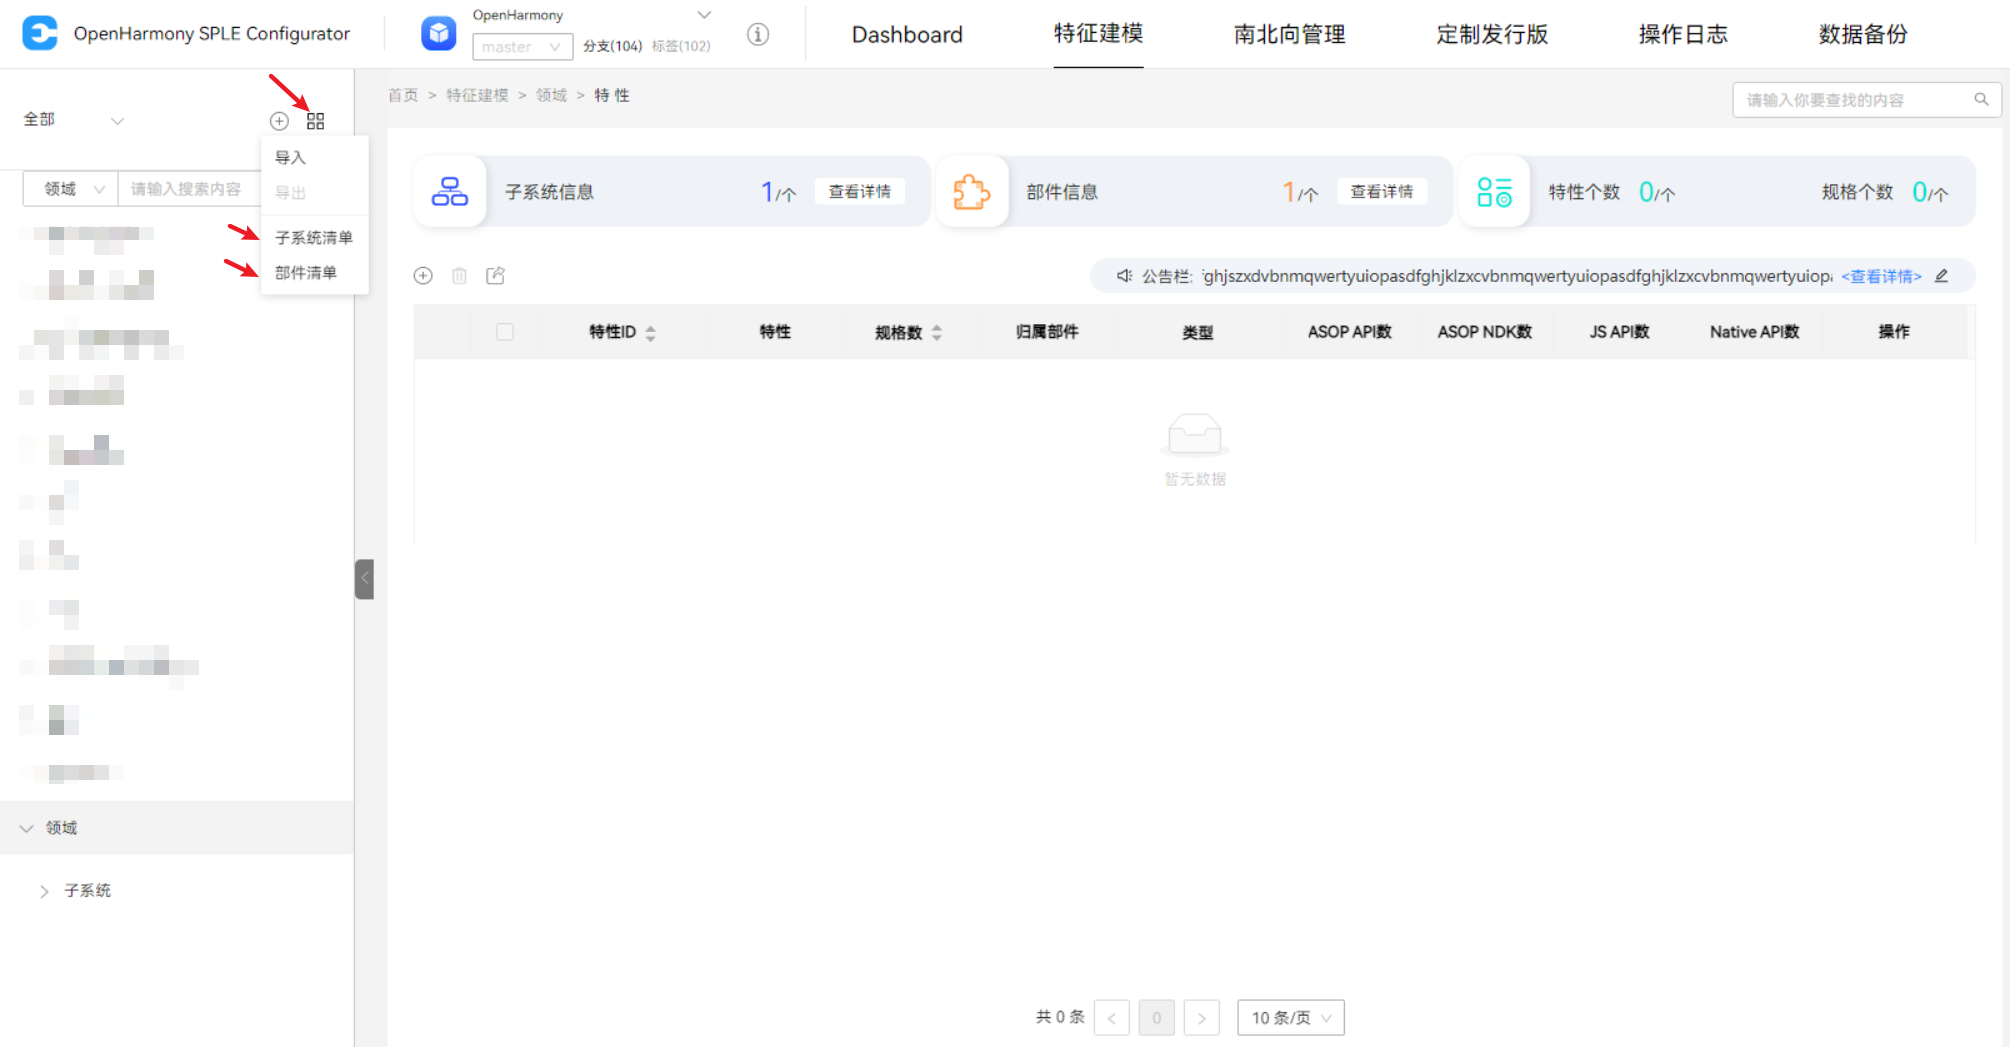 OpenHarmony SPLE Configurator
OpenHarmony
master
分支(104) 标签(102)
Dashboard
特征建模
南北向管理
定制发行版
操作日志
数据备份
全部
导入
导出
子系统清单
部件清单
领域
请输入搜索内容
领域
子系统
首页 > 特征建模 > 领域 > 特 性
请输入你要查找的内容
子系统信息
1/个
查看详情
部件信息
1/个
查看详情
特性个数 0/个
规格个数 0/个
公告栏: ghjszxdvbnmqwertyuiopasdfghjklzxcvbnmqwertyuiopasdfghjklzxcvbnmqwertyuiop
<查看详情>
特性ID 特性 规格数 归属部件 类型 ASOP API数 ASOP NDK数 JS API数 Native API数 操作
暂无数据
共 0 条 < 0 > 10 条/页